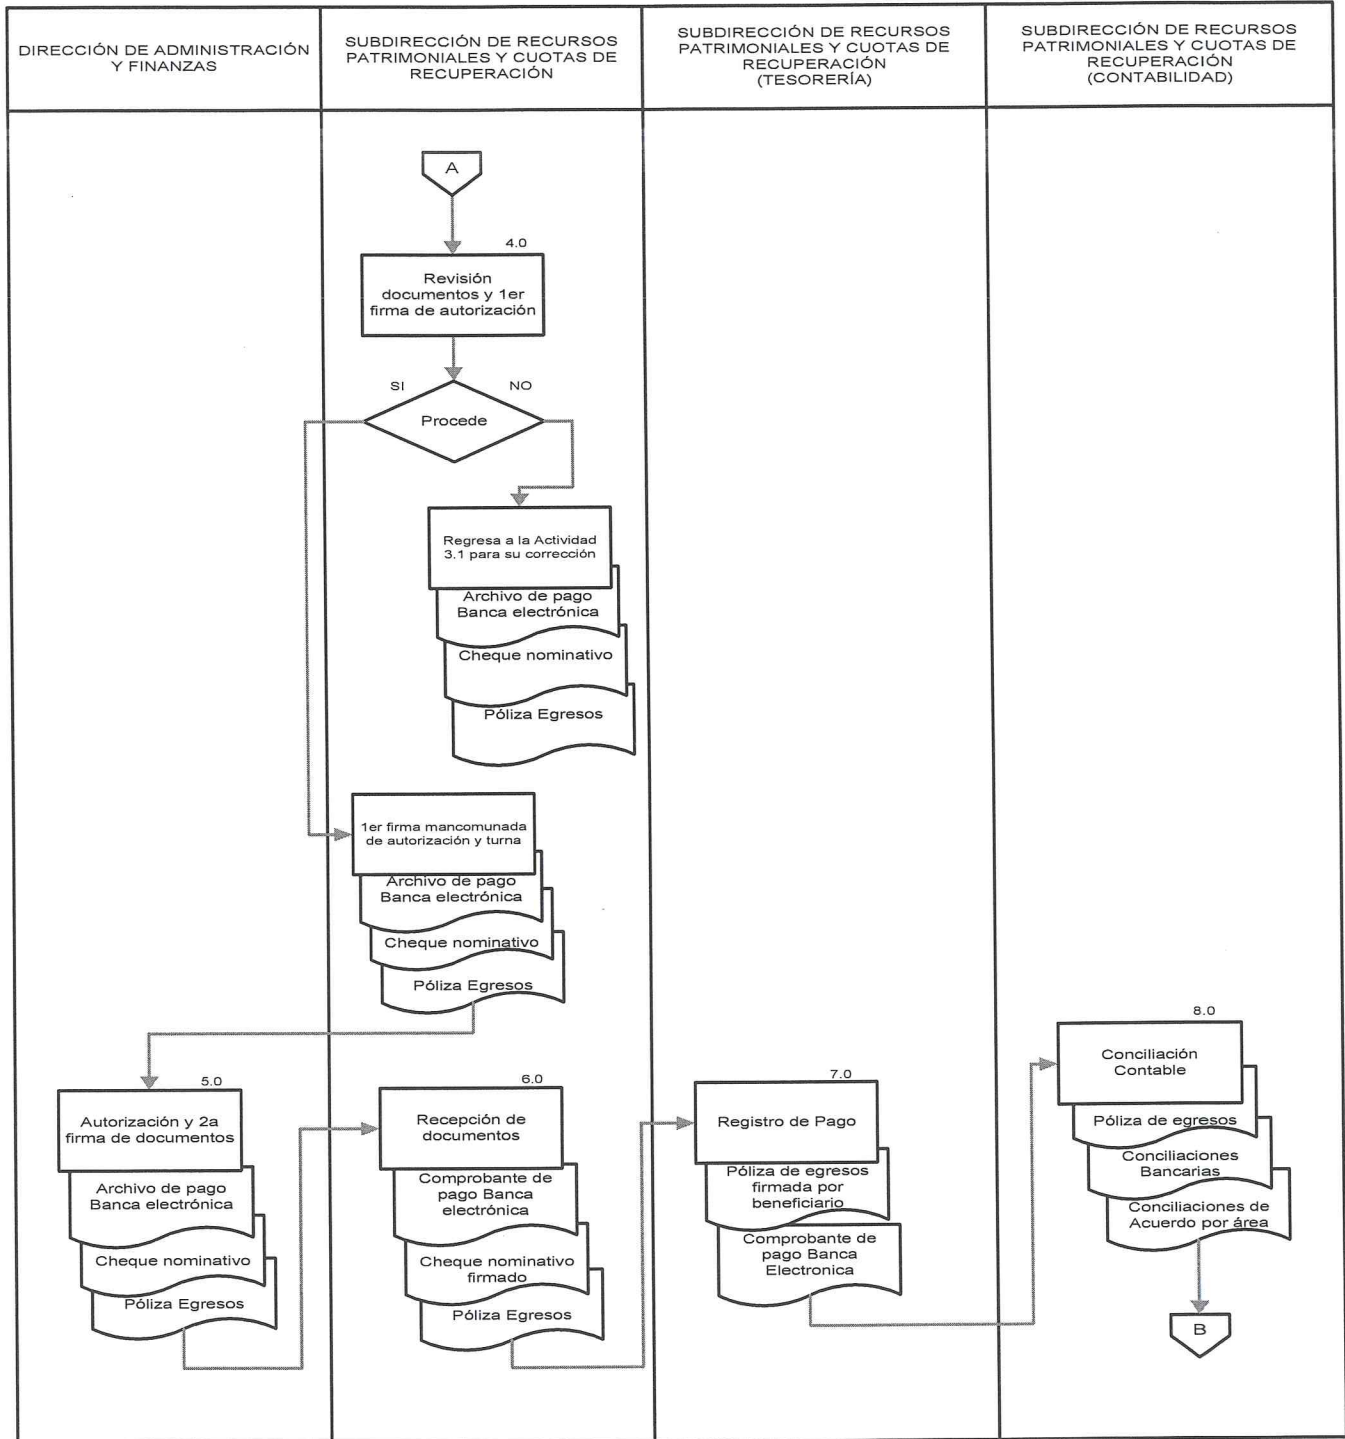 DIRECCIÓN DE ADMINISTRACIÓN
Y FINANZAS
SUBDIRECCIÓN DE RECURSOS
PATRIMONIALES Y CUOTAS DE
RECUPERACIÓN
SUBDIRECCIÓN DE RECURSOS
PATRIMONIALES Y CUOTAS DE
RECUPERACIÓN
(TESORERÍA)
SUBDIRECCIÓN DE RECURSOS
PATRIMONIALES Y CUOTAS DE
RECUPERACIÓN
(CONTABILIDAD)
A
4.0
Revisión
documentos y 1er
firma de autorización
SI
NO
Procede
Regresa a la Actividad
3.1 para su corrección
Archivo de pago
Banca electrónica
Cheque nominativo
Póliza Egresos
1er firma mancomunada
de autorización y turna
Archivo de pago
Banca electrónica
Cheque nominativo
Póliza Egresos
5.0
Autorización y 2a
firma de documentos
Archivo de pago
Banca electrónica
Cheque nominativo
Póliza Egresos
6.0
Recepción de
documentos
Comprobante de
pago Banca
electrónica
Cheque nominativo
firmado
Póliza Egresos
7.0
Registro de Pago
Póliza de egresos
firmada por
beneficiario
Comprobante de
pago Banca
Electronica
8.0
Conciliación
Contable
Póliza de egresos
Conciliaciones
Bancarias
Conciliaciones de
Acuerdo por área
B